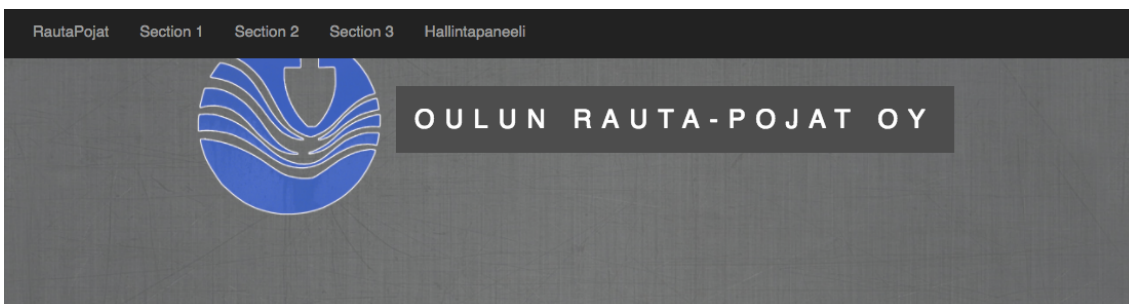 RautaPojat Section 1 Section 2 Section 3 Hallintapaneeli
OULUN RAUTA-POJAT OY